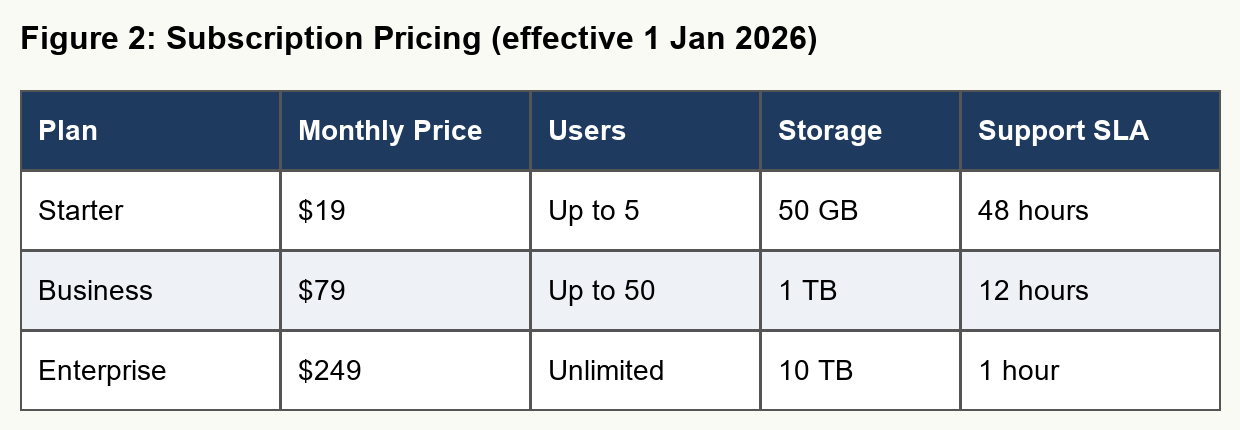 Figure 2: Subscription Pricing (effective 1 Jan 2026)
Plan Monthly Price Users Storage Support SLA
Starter $19 Up to 5 50 GB 48 hours
Business $79 Up to 50 1 TB 12 hours
Enterprise $249 Unlimited 10 TB 1 hour